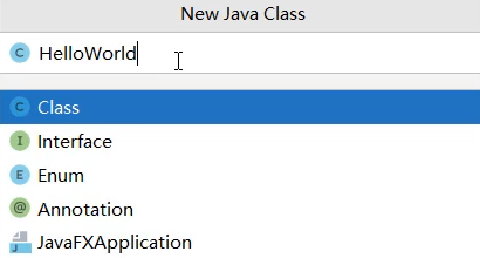 New Java Class
C HelloWorld
C Class
I Interface
E Enum
@ Annotation
J JavaFXApplication